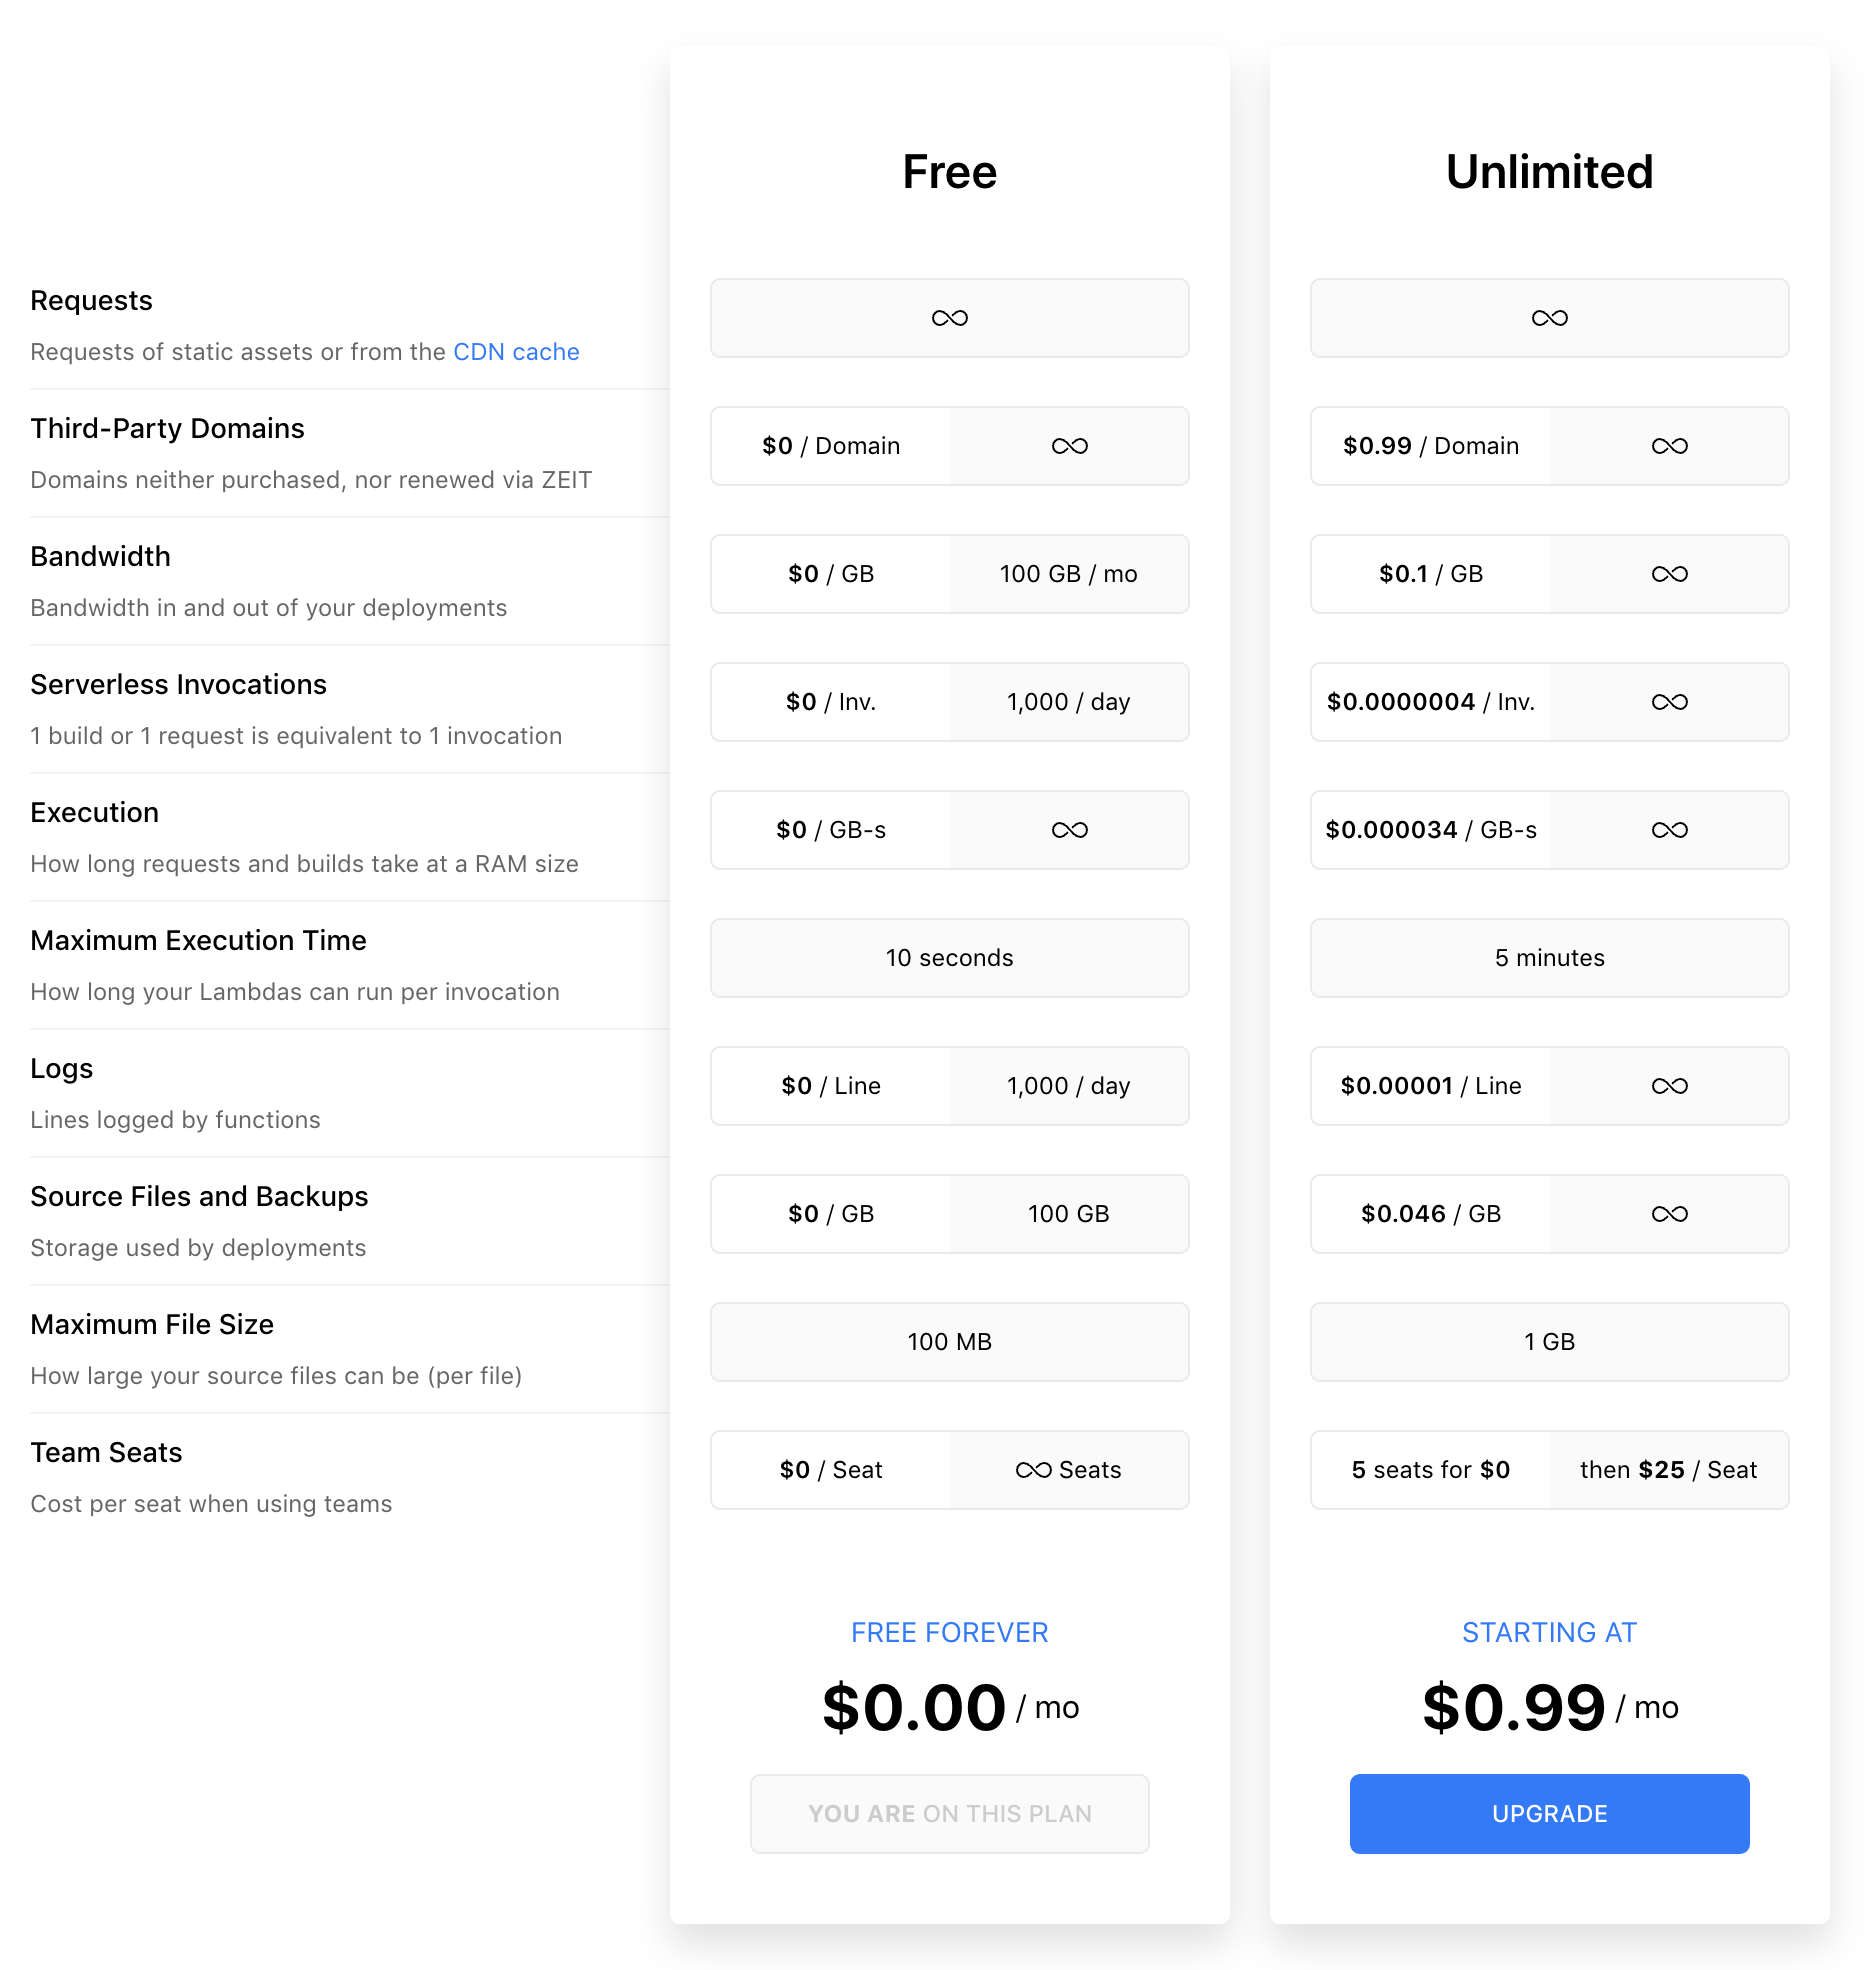 Free
Unlimited
Requests
Requests of static assets or from the CDN cache
∞
∞
Third-Party Domains
Domains neither purchased, nor renewed via ZEIT
$0 / Domain
∞
$0.99 / Domain
∞
Bandwidth
Bandwidth in and out of your deployments
$0 / GB
100 GB / mo
$0.1 / GB
∞
Serverless Invocations
1 build or 1 request is equivalent to 1 invocation
$0 / Inv.
1,000 / day
$0.0000004 / Inv.
∞
Execution
How long requests and builds take at a RAM size
$0 / GB-s
∞
$0.000034 / GB-s
∞
Maximum Execution Time
How long your Lambdas can run per invocation
10 seconds
5 minutes
Logs
Lines logged by functions
$0 / Line
1,000 / day
$0.00001 / Line
∞
Source Files and Backups
Storage used by deployments
$0 / GB
100 GB
$0.046 / GB
∞
Maximum File Size
How large your source files can be (per file)
100 MB
1 GB
Team Seats
Cost per seat when using teams
$0 / Seat
∞ Seats
5 seats for $0
then $25 / Seat
FREE FOREVER
$0.00 / mo
YOU ARE ON THIS PLAN
STARTING AT
$0.99 / mo
UPGRADE